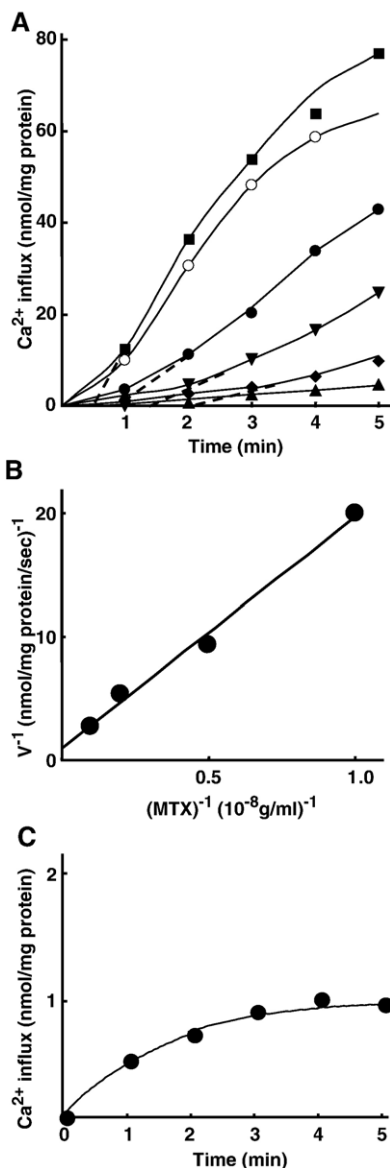 A
Ca2+ influx (nmol/mg protein)
80
60
40
20
0
1 2 3 4 5
Time (min)
B
V-1 (nmol/mg protein/sec)-1
20
10
0
0.5 1.0
(MTX)-1 (10-8g/ml)-1
C
Ca2+ influx (nmol/mg protein)
2
1
0 1 2 3 4 5
Time (min)